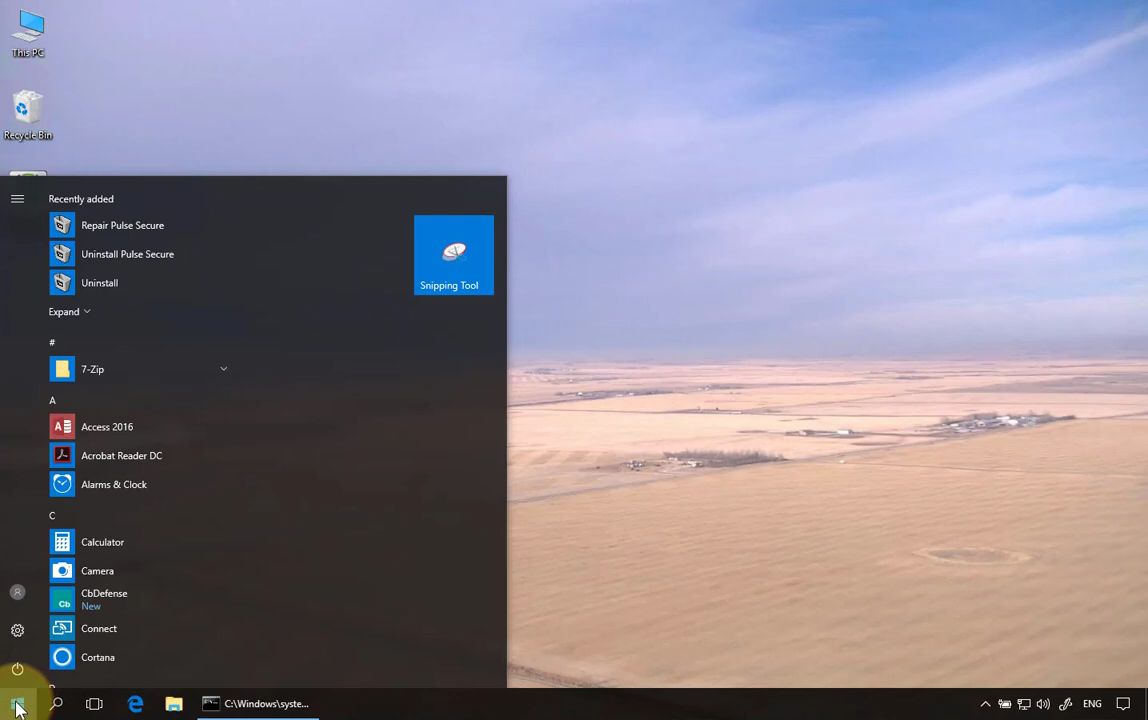 This PC
Recycle Bin
Recently added
Repair Pulse Secure
Uninstall Pulse Secure
Uninstall
Snipping Tool
Expand
#
7-Zip
A
Access 2016
Acrobat Reader DC
Alarms & Clock
C
Calculator
Camera
CbDefense
New
Connect
Cortana
C:\Windows\syste...
ENG